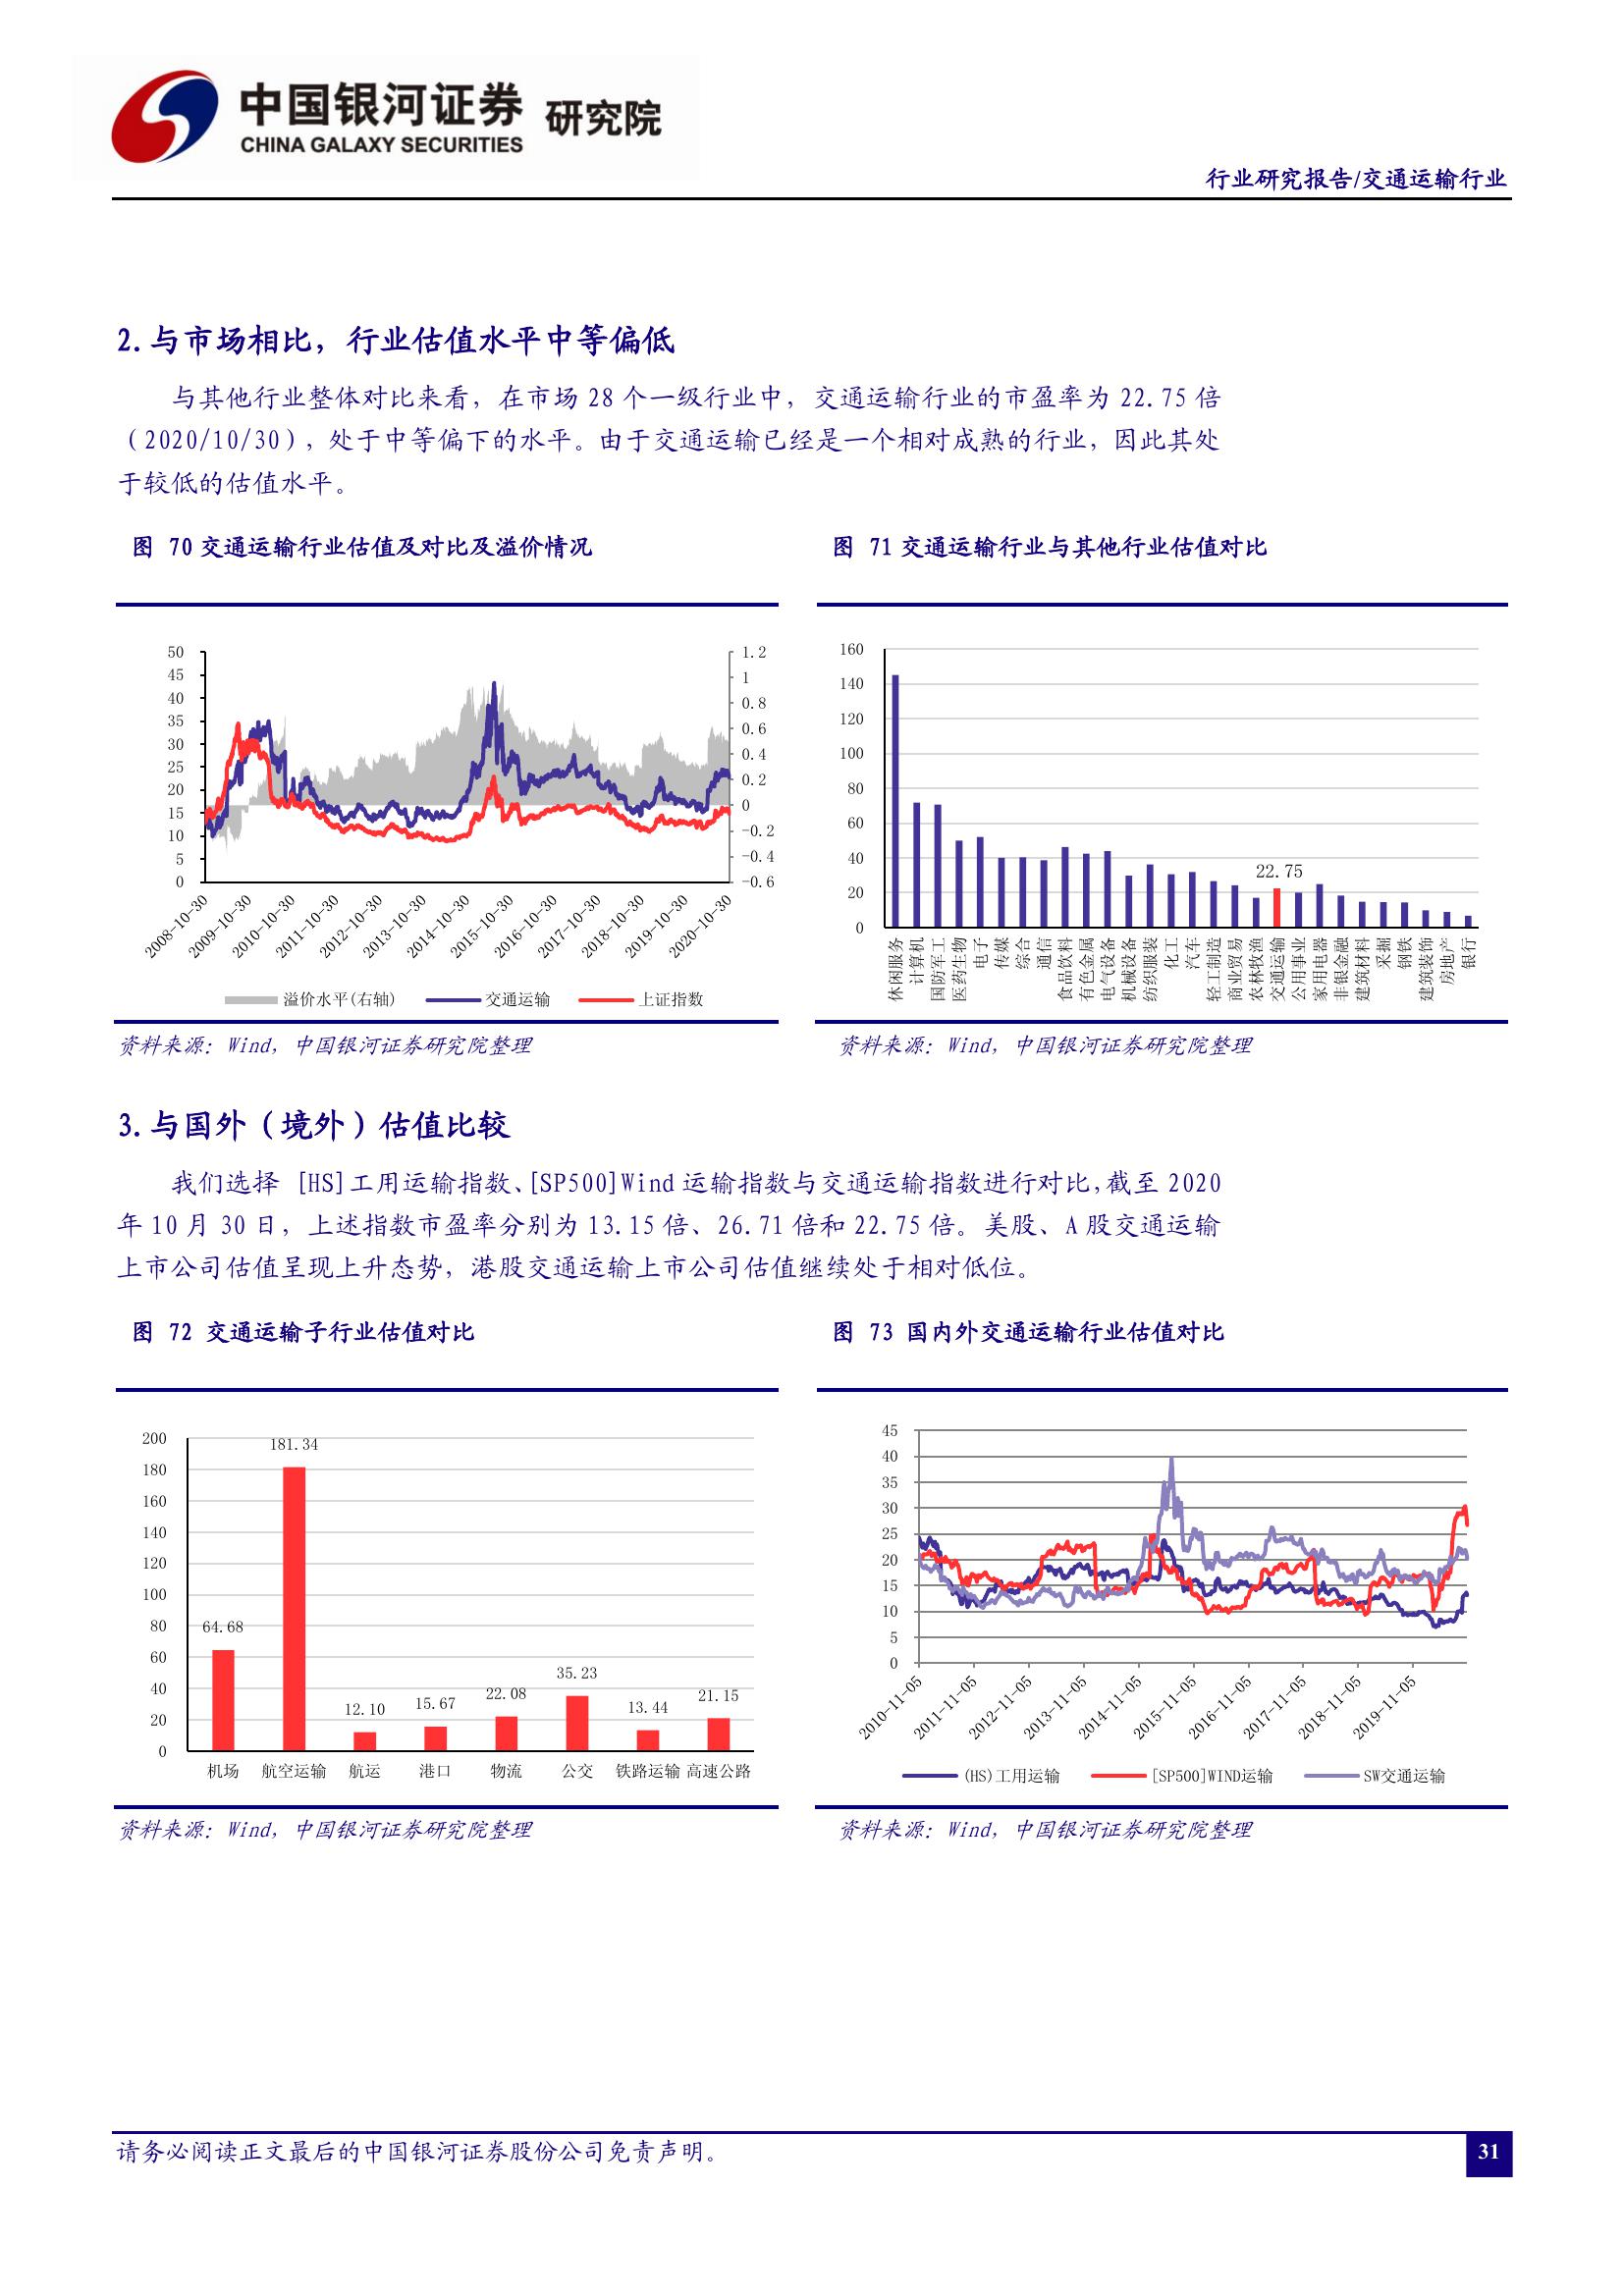 中国银河证券 研究院
CHINA GALAXY SECURITIES
行业研究报告/交通运输行业
2.与市场相比，行业估值水平中等偏低
与其他行业整体对比来看，在市场 28 个一级行业中，交通运输行业的市盈率为 22.75 倍
（2020/10/30），处于中等偏下的水平。由于交通运输已经是一个相对成熟的行业，因此其处
于较低的估值水平。
图 70 交通运输行业估值及对比及溢价情况
50
45
40
35
30
25
20
15
10
5
0
1.2
1
0.8
0.6
0.4
0.2
0
-0.2
-0.4
-0.6
2008-10-30
2009-10-30
2010-10-30
2011-10-30
2012-10-30
2013-10-30
2014-10-30
2015-10-30
2016-10-30
2017-10-30
2018-10-30
2019-10-30
2020-10-30
溢价水平(右轴) 交通运输 上证指数
资料来源：Wind，中国银河证券研究院整理
图 71 交通运输行业与其他行业估值对比
160
140
120
100
80
60
40
20
0
22.75
休闲服务
计算机
国防军工
医药生物
电子
传媒
综合
通信
食品饮料
有色金属
电气设备
机械设备
纺织服装
化工
汽车
轻工制造
商业贸易
农林牧渔
交通运输
公用事业
家用电器
非银金融
建筑材料
采掘
钢铁
建筑装饰
房地产
银行
资料来源：Wind，中国银河证券研究院整理
3.与国外（境外）估值比较
我们选择 [HS]工用运输指数、[SP500]Wind 运输指数与交通运输指数进行对比，截至 2020
年 10 月 30 日，上述指数市盈率分别为 13.15 倍、26.71 倍和 22.75 倍。美股、A 股交通运输
上市公司估值呈现上升态势，港股交通运输上市公司估值继续处于相对低位。
图 72 交通运输子行业估值对比
200
180
160
140
120
100
80
60
40
20
0
64.68
181.34
12.10
15.67
22.08
35.23
13.44
21.15
机场 航空运输 航运 港口 物流 公交 铁路运输 高速公路
资料来源：Wind，中国银河证券研究院整理
图 73 国内外交通运输行业估值对比
45
40
35
30
25
20
15
10
5
0
2010-11-05
2011-11-05
2012-11-05
2013-11-05
2014-11-05
2015-11-05
2016-11-05
2017-11-05
2018-11-05
2019-11-05
(HS)工用运输 [SP500]WIND运输 SW交通运输
资料来源：Wind，中国银河证券研究院整理
请务必阅读正文最后的中国银河证券股份公司免责声明。
31